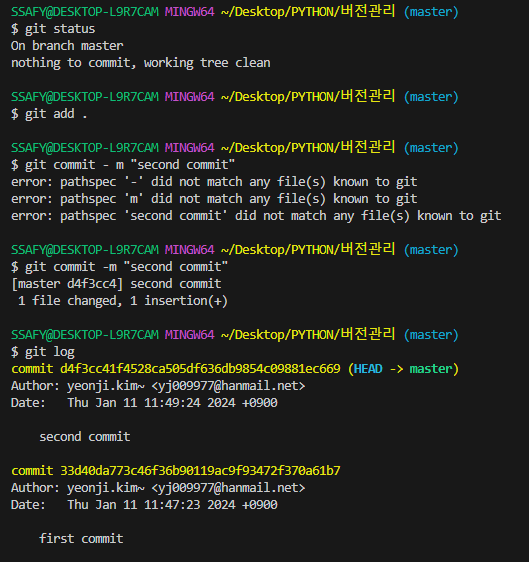 SSAFY@DESKTOP-L9R7CAM MINGW64 ~/Desktop/PYTHON/버전관리 (master)
$ git status
On branch master
nothing to commit, working tree clean
SSAFY@DESKTOP-L9R7CAM MINGW64 ~/Desktop/PYTHON/버전관리 (master)
$ git add .
SSAFY@DESKTOP-L9R7CAM MINGW64 ~/Desktop/PYTHON/버전관리 (master)
$ git commit - m "second commit"
error: pathspec '-' did not match any file(s) known to git
error: pathspec 'm' did not match any file(s) known to git
error: pathspec 'second commit' did not match any file(s) known to git
SSAFY@DESKTOP-L9R7CAM MINGW64 ~/Desktop/PYTHON/버전관리 (master)
$ git commit -m "second commit"
[master d4f3cc4] second commit
 1 file changed, 1 insertion(+)
SSAFY@DESKTOP-L9R7CAM MINGW64 ~/Desktop/PYTHON/버전관리 (master)
$ git log
commit d4f3cc41f4528ca505df636db9854c09881ec669 (HEAD -> master)
Author: yeonji.kim~ <yj009977@hanmail.net>
Date:   Thu Jan 11 11:49:24 2024 +0900
    second commit
commit 33d40da773c46f36b90119ac9f93472f370a61b7
Author: yeonji.kim~ <yj009977@hanmail.net>
Date:   Thu Jan 11 11:47:23 2024 +0900
    first commit